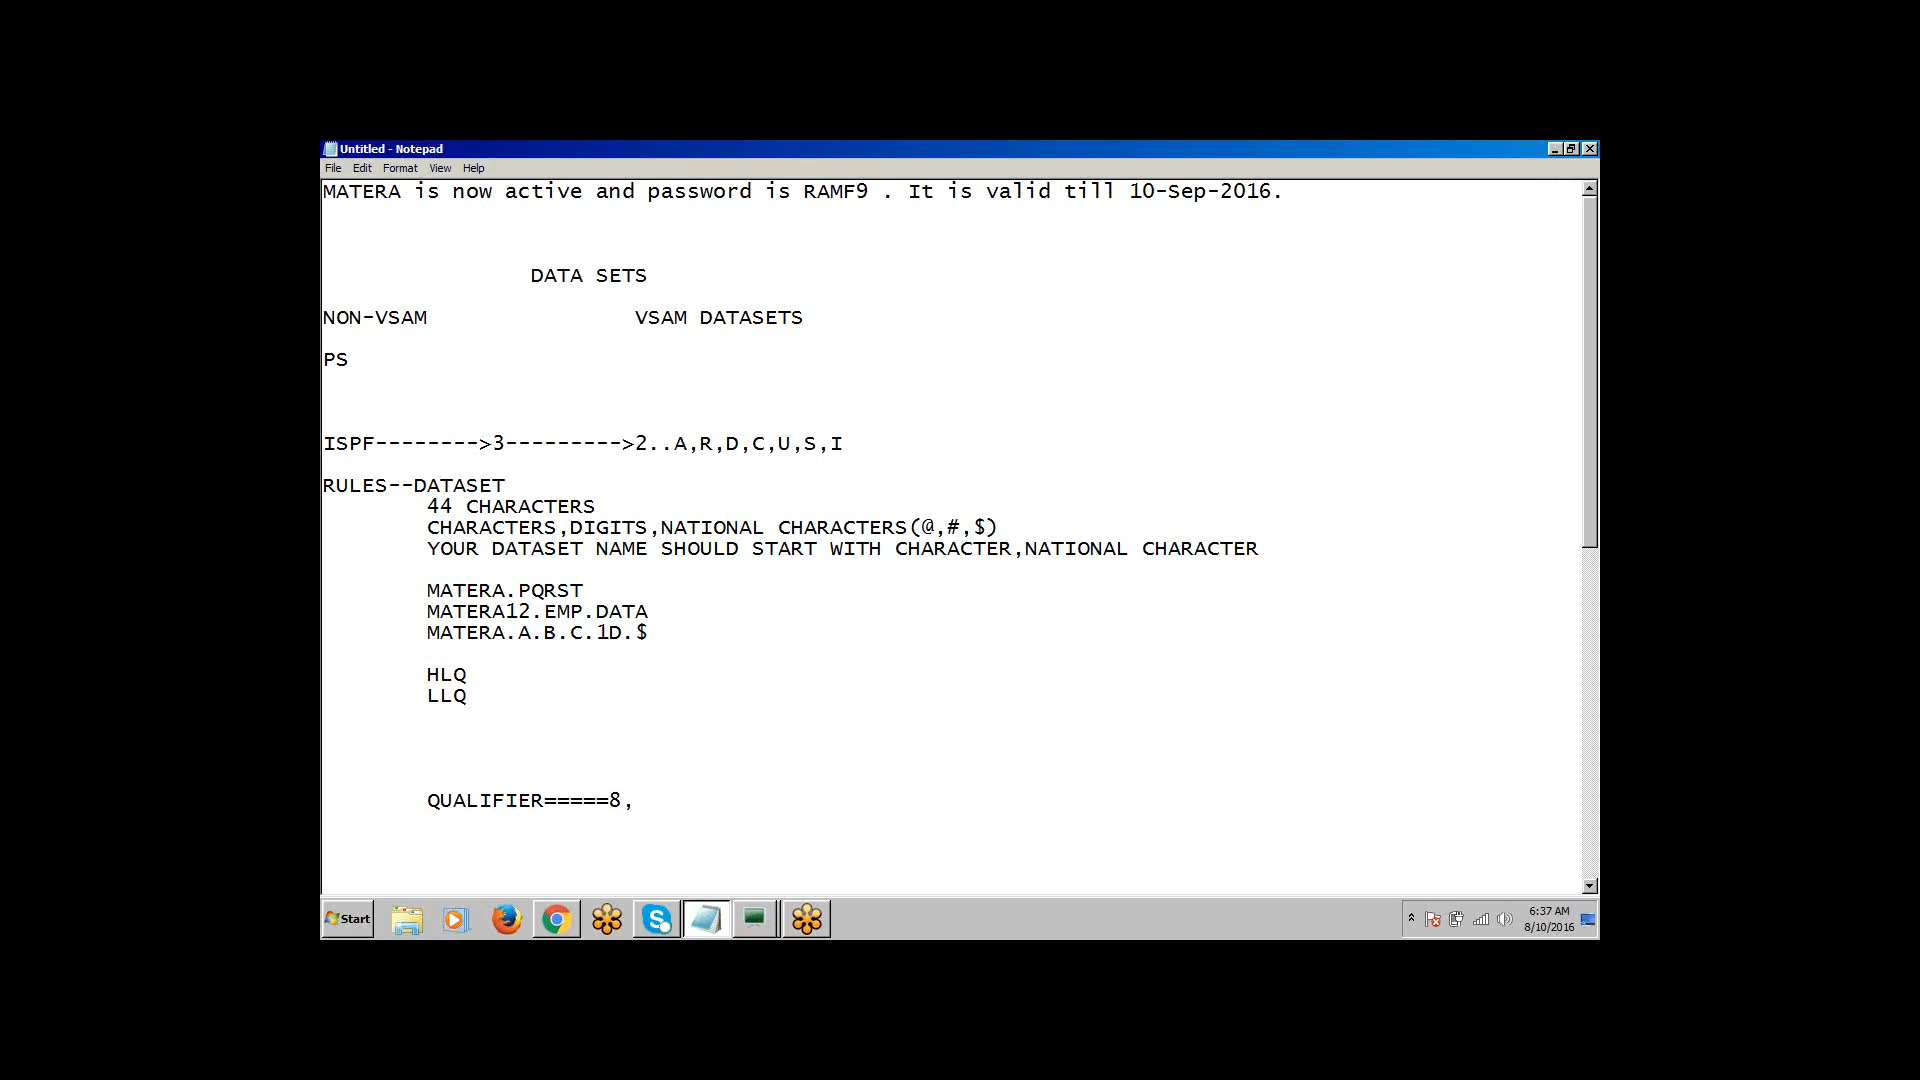 Untitled - Notepad
File Edit Format View Help
MATERA is now active and password is RAMF9 . It is valid till 10-Sep-2016.
DATA SETS
NON-VSAM VSAM DATASETS
PS
ISPF-------->3--------->2..A,R,D,C,U,S,I
RULES--DATASET
44 CHARACTERS
CHARACTERS,DIGITS,NATIONAL CHARACTERS(@,#,$)
YOUR DATASET NAME SHOULD START WITH CHARACTER,NATIONAL CHARACTER
MATERA.PQRST
MATERA12.EMP.DATA
MATERA.A.B.C.1D.$
HLQ
LLQ
QUALIFIER=====8,
Start
6:37 AM
8/10/2016